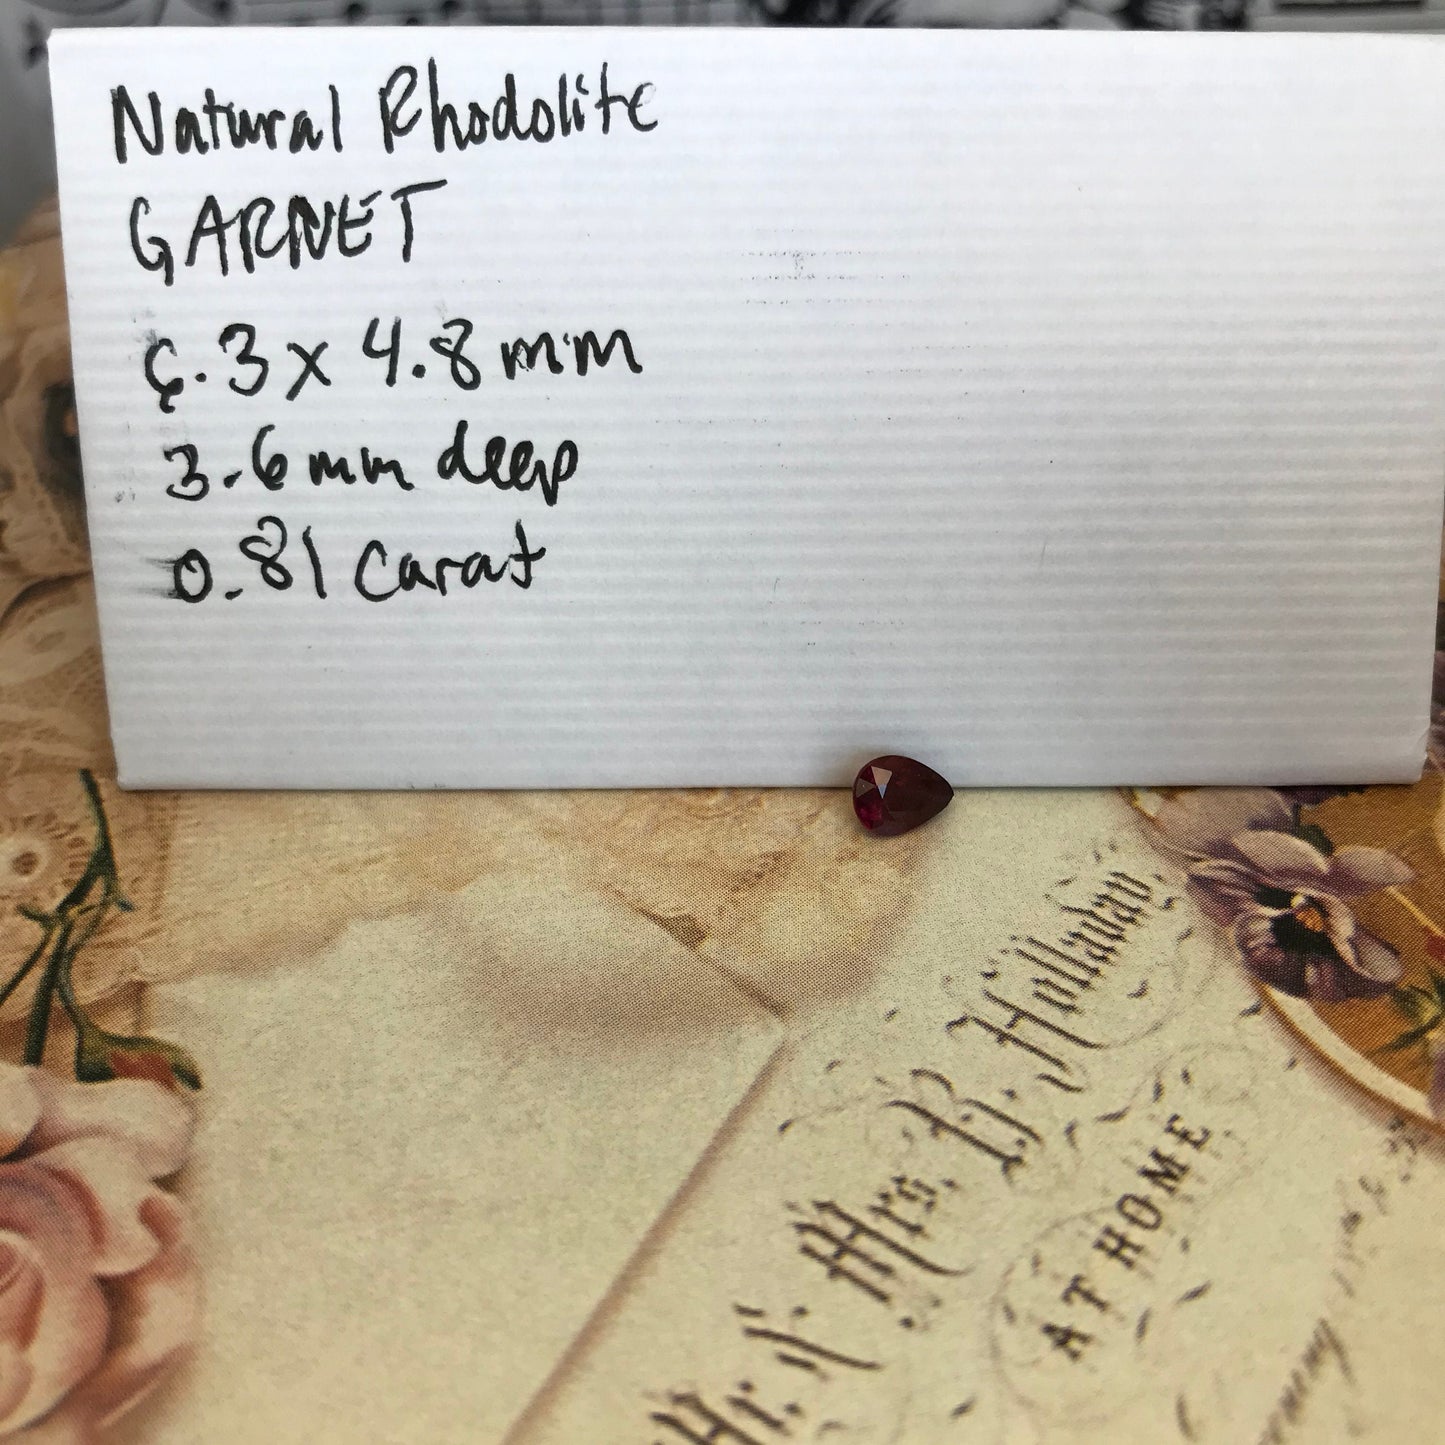 Natural Rhodolite
GARNET
6.3 x 4.8 mm
3.6 mm deep
0.81 carat
Mr. & Mrs. B. Holladay,
AT HOME